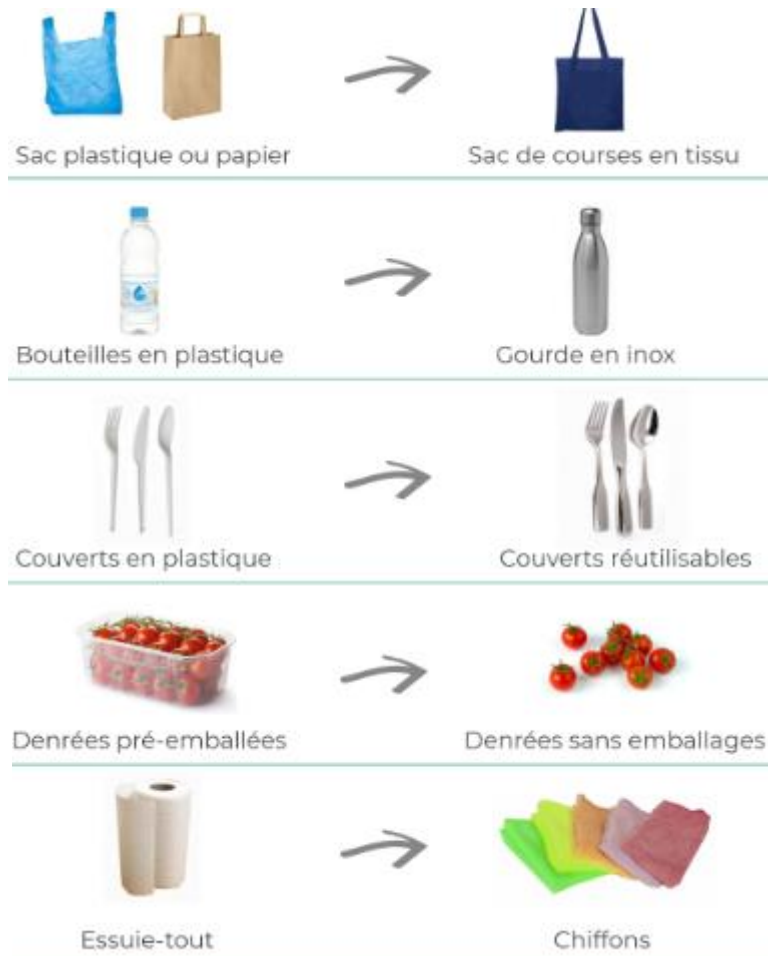 Sac plastique ou papier
Sac de courses en tissu
Bouteilles en plastique
Gourde en inox
Couverts en plastique
Couverts réutilisables
Denrées pré-emballées
Denrées sans emballages
Essuie-tout
Chiffons